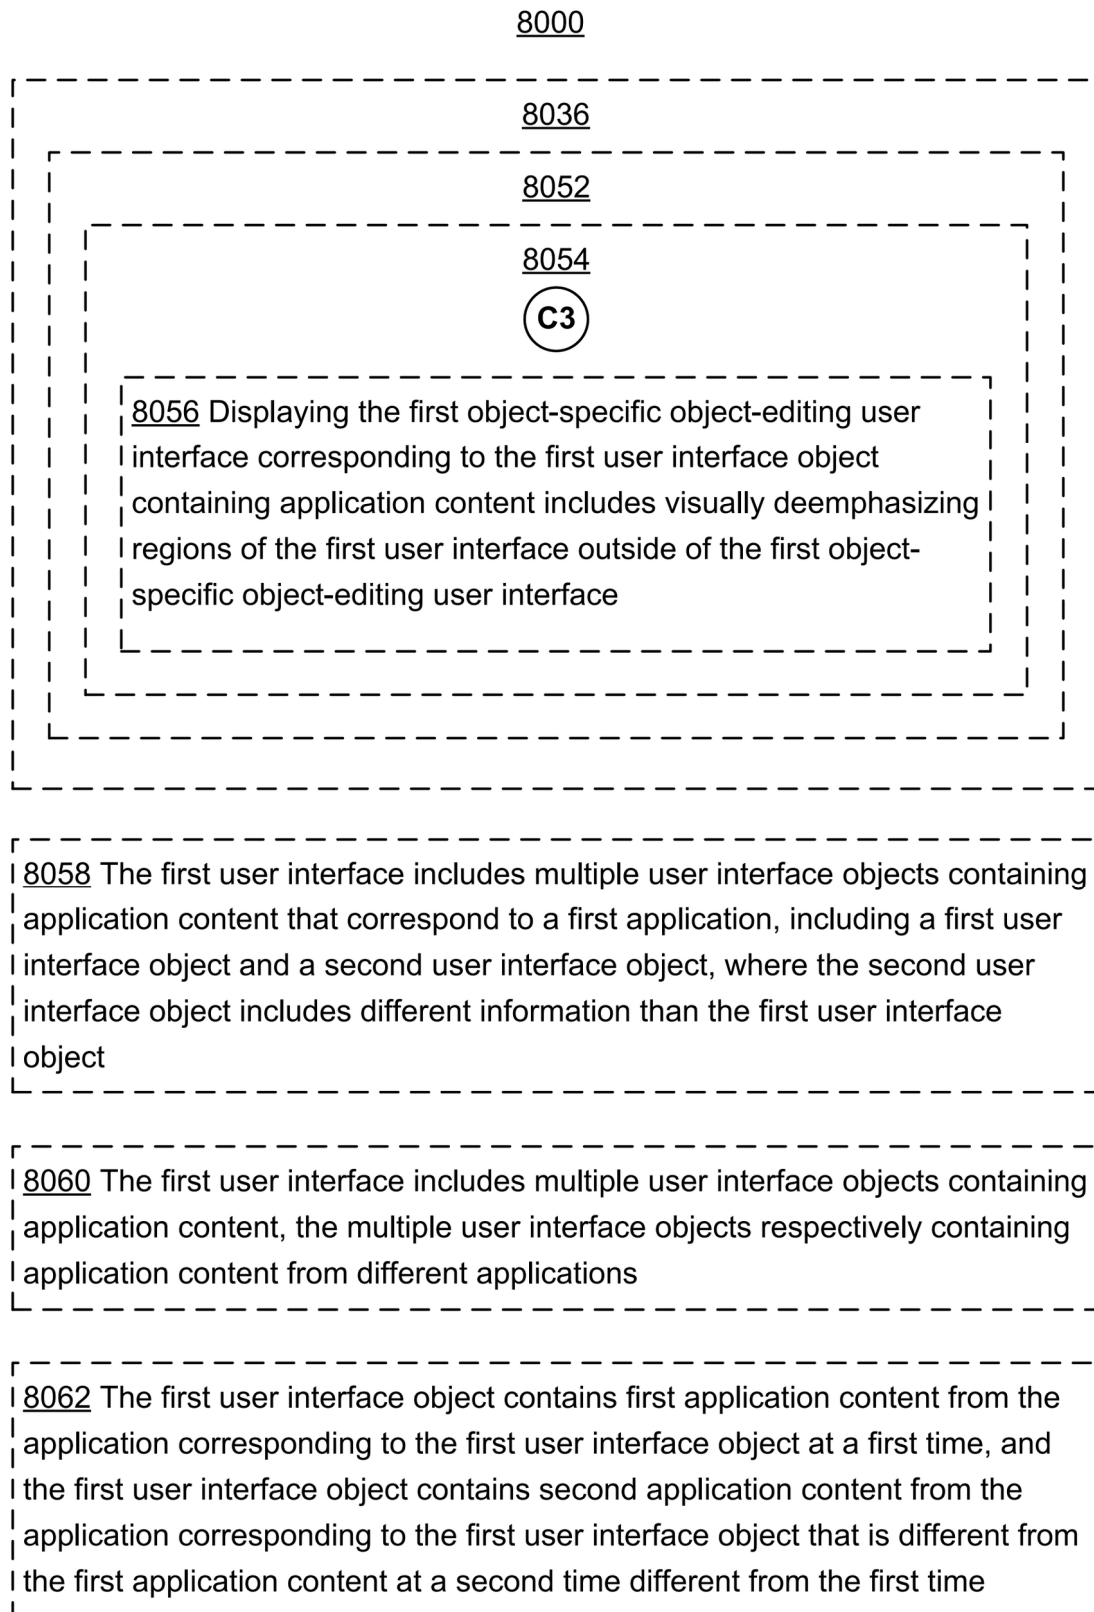 8000
8036
8052
8054
C3
8056 Displaying the first object-specific object-editing user
interface corresponding to the first user interface object
containing application content includes visually deemphasizing
regions of the first user interface outside of the first object-
specific object-editing user interface
8058 The first user interface includes multiple user interface objects containing
application content that correspond to a first application, including a first user
interface object and a second user interface object, where the second user
interface object includes different information than the first user interface
object
8060 The first user interface includes multiple user interface objects containing
application content, the multiple user interface objects respectively containing
application content from different applications
8062 The first user interface object contains first application content from the
application corresponding to the first user interface object at a first time, and
the first user interface object contains second application content from the
application corresponding to the first user interface object that is different from
the first application content at a second time different from the first time